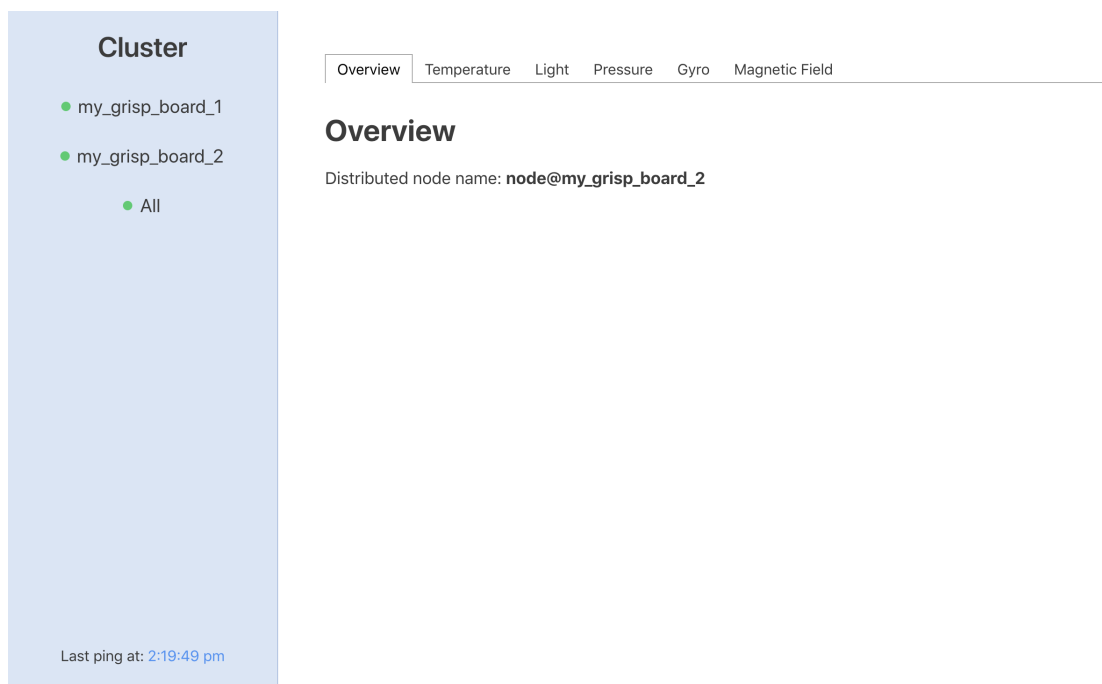 Cluster
my_grisp_board_1
my_grisp_board_2
All
Last ping at: 2:19:49 pm
Overview Temperature Light Pressure Gyro Magnetic Field
Overview
Distributed node name: node@my_grisp_board_2